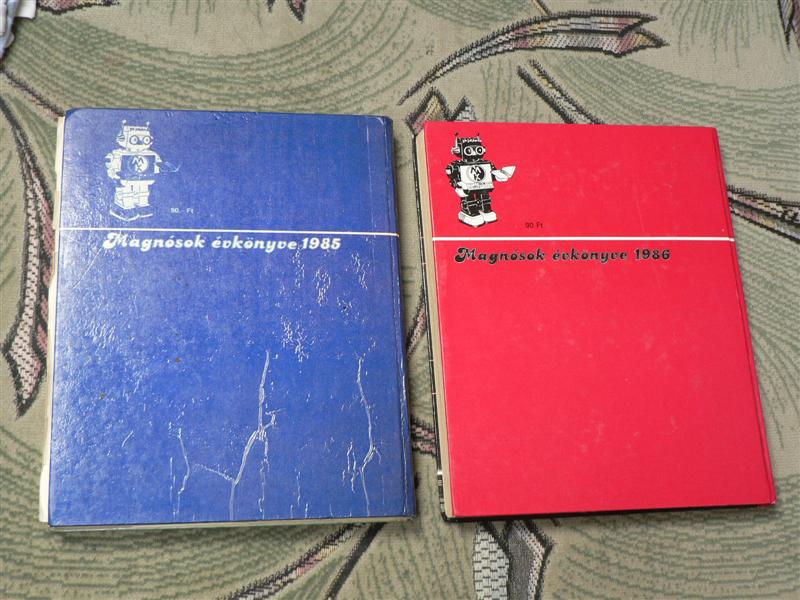 90.- Ft
Magnósok évkönyve 1985
90 Ft
Magnósok évkönyve 1986